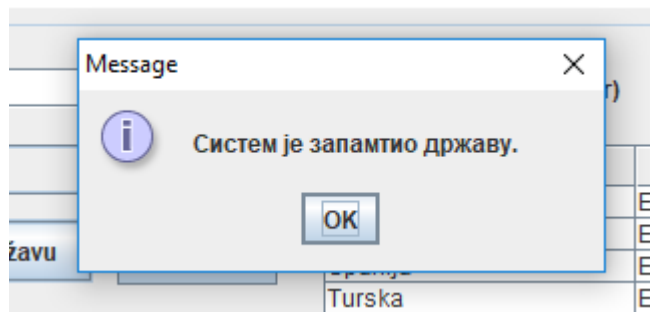 Message
r)
Систем је запамтио државу.
OK
E
E
žavu
E
Turska
E